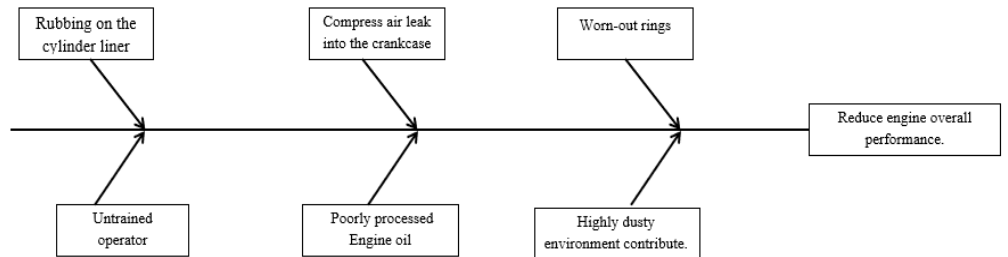 Rubbing on the
cylinder liner
Compress air leak
into the crankcase
Worn-out rings
Reduce engine overall
performance.
Untrained
operator
Poorly processed
Engine oil
Highly dusty
environment contribute.